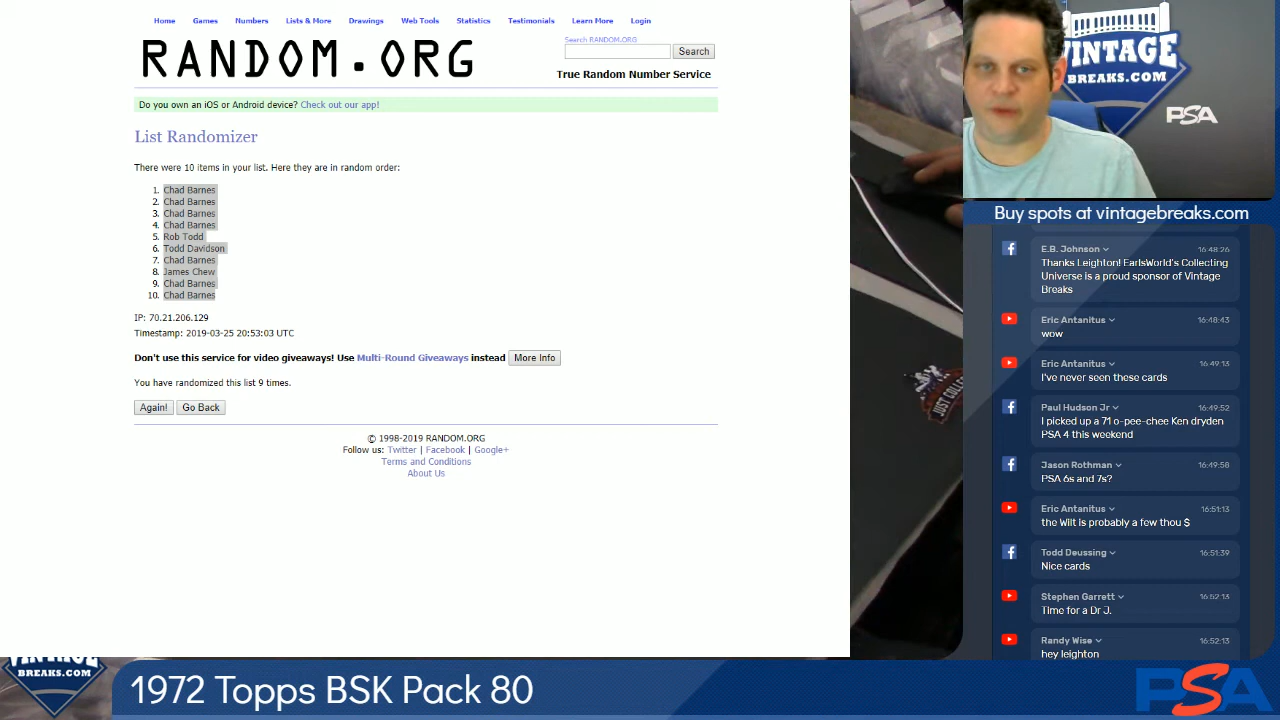 Home Games Numbers Lists & More Drawings Web Tools Statistics Testimonials Learn More Login
RANDOM.ORG
Search RANDOM.ORG
Search
True Random Number Service
Do you own an iOS or Android device? Check out our app!
List Randomizer
There were 10 items in your list. Here they are in random order:
1. Chad Barnes
2. Chad Barnes
3. Chad Barnes
4. Chad Barnes
5. Rob Todd
6. Todd Davidson
7. Chad Barnes
8. James Chew
9. Chad Barnes
10. Chad Barnes
IP: 70.21.206.129
Timestamp: 2019-03-25 20:53:03 UTC
Don't use this service for video giveaways! Use Multi-Round Giveaways instead More Info
You have randomized this list 9 times.
Again! Go Back
© 1998-2019 RANDOM.ORG
Follow us: Twitter | Facebook | Google+
Terms and Conditions
About Us
VINTAGE
BREAKS.COM
PSA
JUST COLLECT
Buy spots at vintagebreaks.com
E.B. Johnson 16:48:26
Thanks Leighton! EarlsWorld's Collecting
Universe is a proud sponsor of Vintage
Breaks
Eric Antanitus 16:48:43
wow
Eric Antanitus 16:49:13
I've never seen these cards
Paul Hudson Jr 16:49:52
I picked up a 71 o-pee-chee Ken dryden
PSA 4 this weekend
Jason Rothman 16:49:58
PSA 6s and 7s?
Eric Antanitus 16:51:13
the Wilt is probably a few thou $
Todd Deussing 16:51:39
Nice cards
Stephen Garrett 16:52:13
Time for a Dr J.
Randy Wise 16:52:13
hey leighton
VINTAGE
BREAKS.COM
1972 Topps BSK Pack 80
PSA